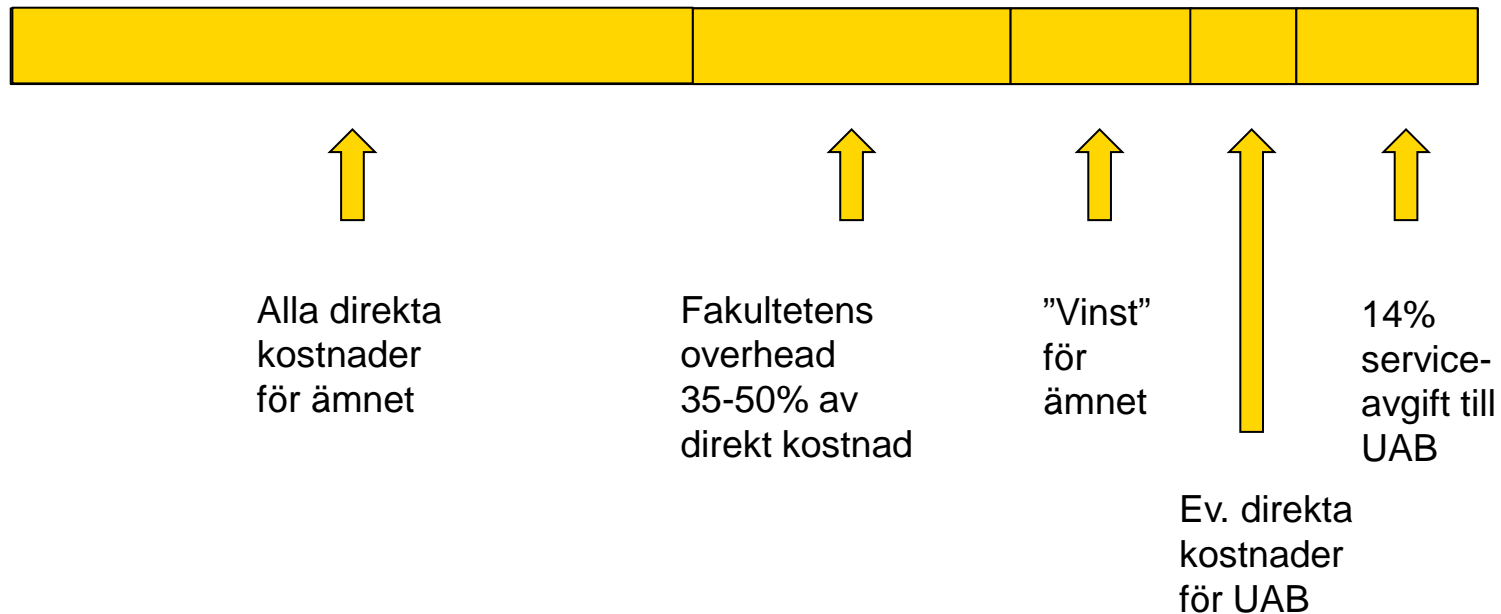 Alla direkta
kostnader
för ämnet
Fakultetens
overhead
35-50% av
direkt kostnad
”Vinst”
för
ämnet
Ev. direkta
kostnader
för UAB
14%
service-
avgift till
UAB